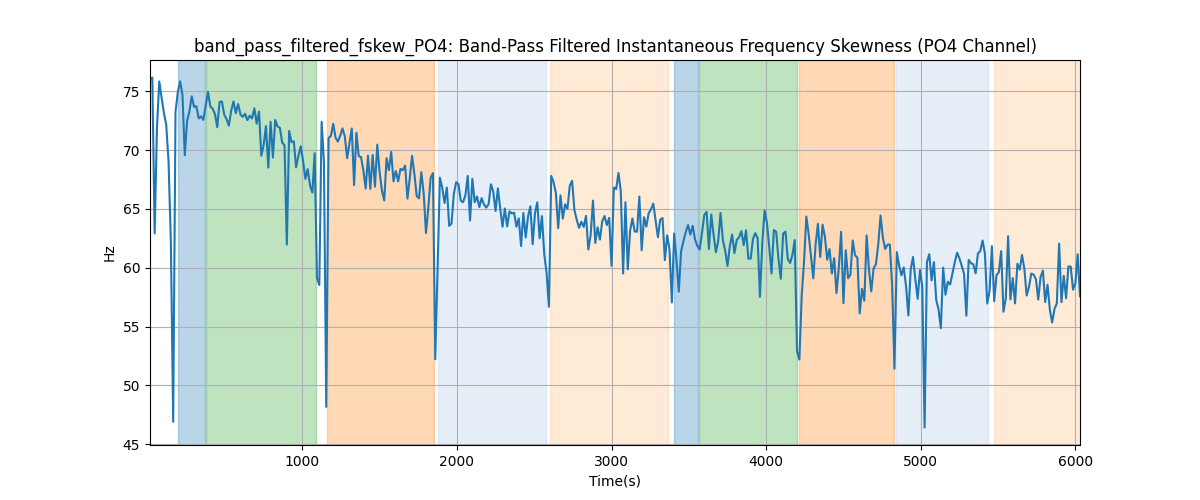 band_pass_filtered_fskew_PO4: Band-Pass Filtered Instantaneous Frequency Skewness (PO4 Channel)
75
70
65
60
55
50
45
Hz
1000 2000 3000 4000 5000 6000
Time(s)